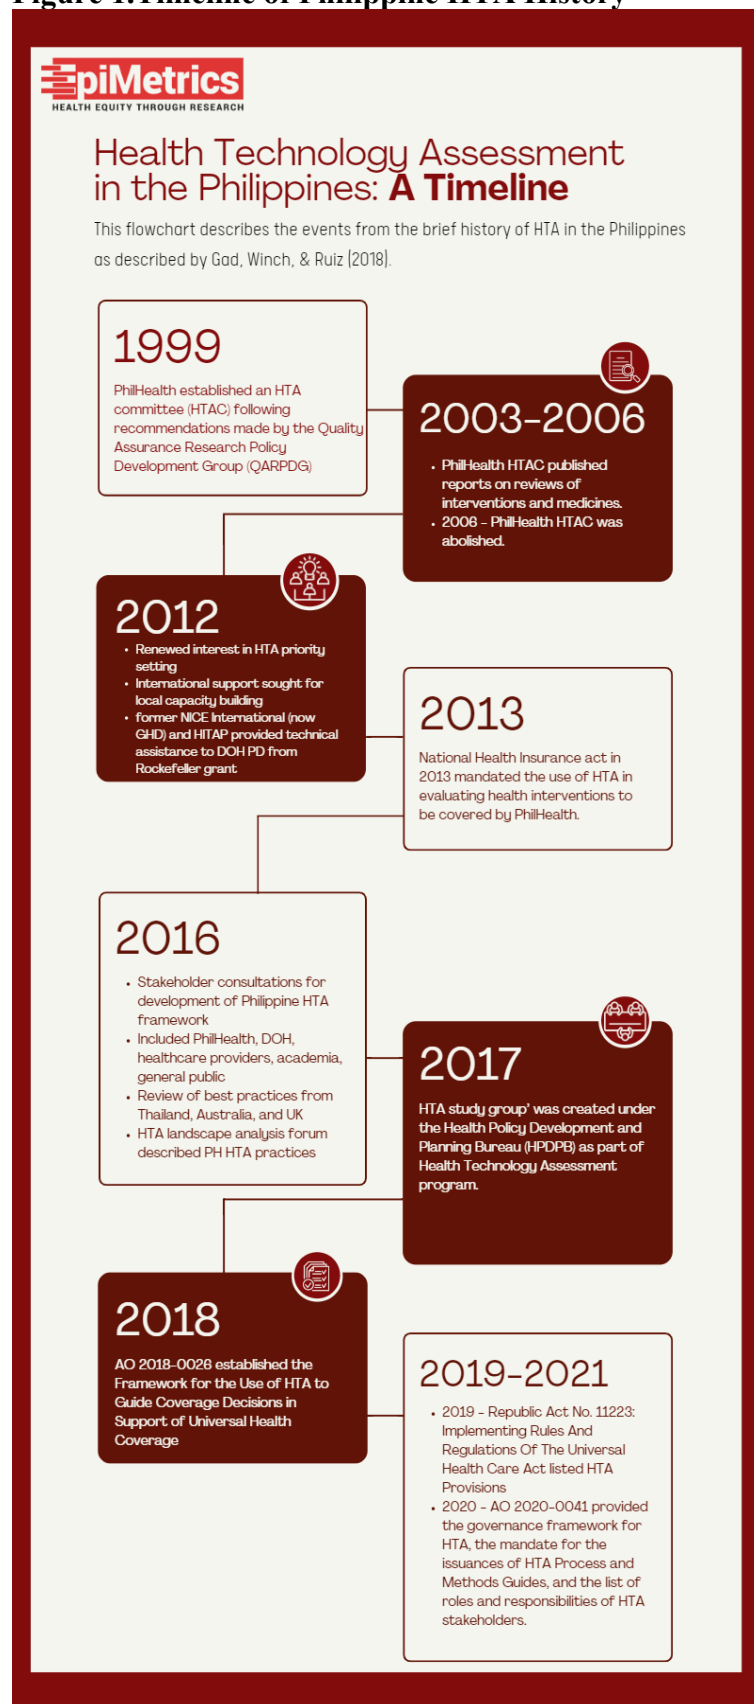 Figure 1.Timeline of Philippine HTA History
EpiMetrics
HEALTH EQUITY THROUGH RESEARCH
Health Technology Assessment
in the Philippines: A Timeline
This flowchart describes the events from the brief history of HTA in the Philippines
as described by Gad, Winch, & Ruiz (2018).
1999
PhilHealth established an HTA
committee (HTAC) following
recommendations made by the Quality
Assurance Research Policy
Development Group (QARPDG)
2003-2006
• PhilHealth HTAC published
reports on reviews of
interventions and medicines.
• 2006 - PhilHealth HTAC was
abolished.
2012
• Renewed interest in HTA priority
setting
• International support sought for
local capacity building
• former NICE International (now
GHD) and HITAP provided technical
assistance to DOH PD from
Rockefeller grant
2013
National Health Insurance act in
2013 mandated the use of HTA in
evaluating health interventions to
be covered by PhilHealth.
2016
• Stakeholder consultations for
development of Philippine HTA
framework
• Included PhilHealth, DOH,
healthcare providers, academia,
general public
• Review of best practices from
Thailand, Australia, and UK
• HTA landscape analysis forum
described PH HTA practices
2017
HTA study group' was created under
the Health Policy Development and
Planning Bureau (HPDPB) as part of
Health Technology Assessment
program.
2018
AO 2018-0026 established the
Framework for the Use of HTA to
Guide Coverage Decisions in
Support of Universal Health
Coverage
2019-2021
• 2019 - Republic Act No. 11223:
Implementing Rules And
Regulations Of The Universal
Health Care Act listed HTA
Provisions
• 2020 - AO 2020-0041 provided
the governance framework for
HTA, the mandate for the
issuances of HTA Process and
Methods Guides, and the list of
roles and responsibilities of HTA
stakeholders.